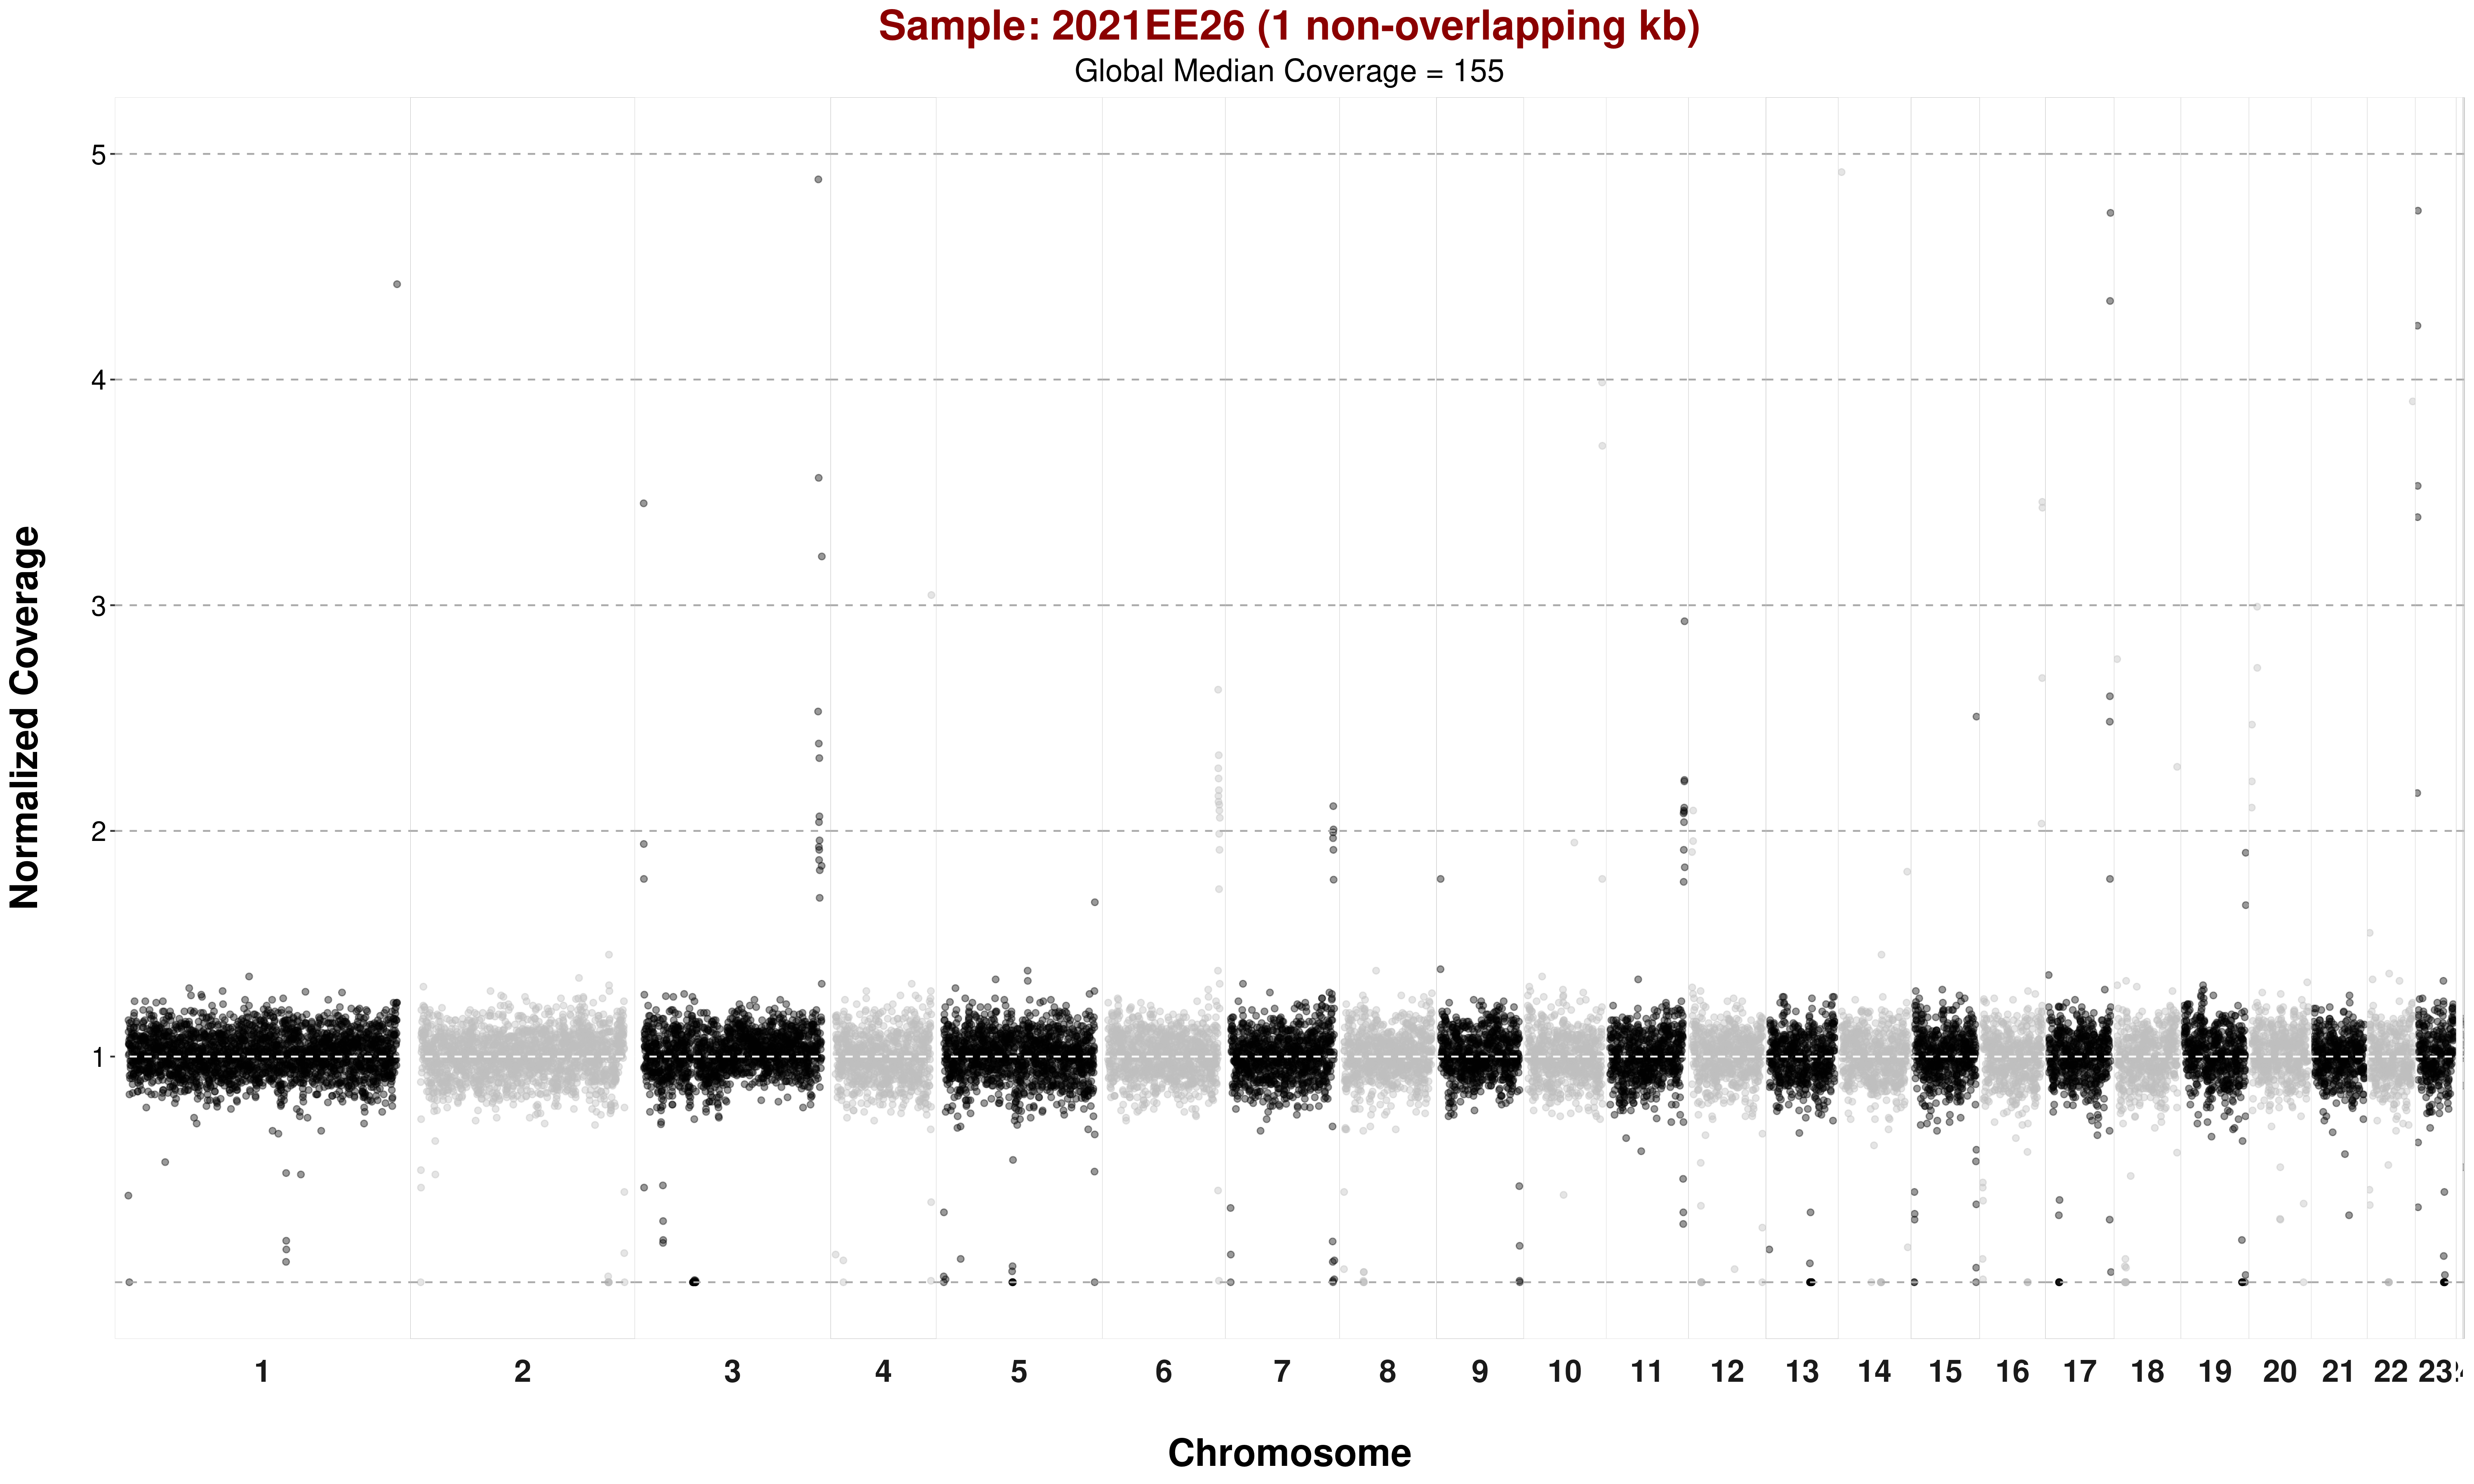 Sample: 2021EE26 (1 non-overlapping kb)
Global Median Coverage = 155
Normalized Coverage
5
4
3
2
1
1 2 3 4 5 6 7 8 9 10 11 12 13 14 15 16 17 18 19 20 21 22 23
Chromosome